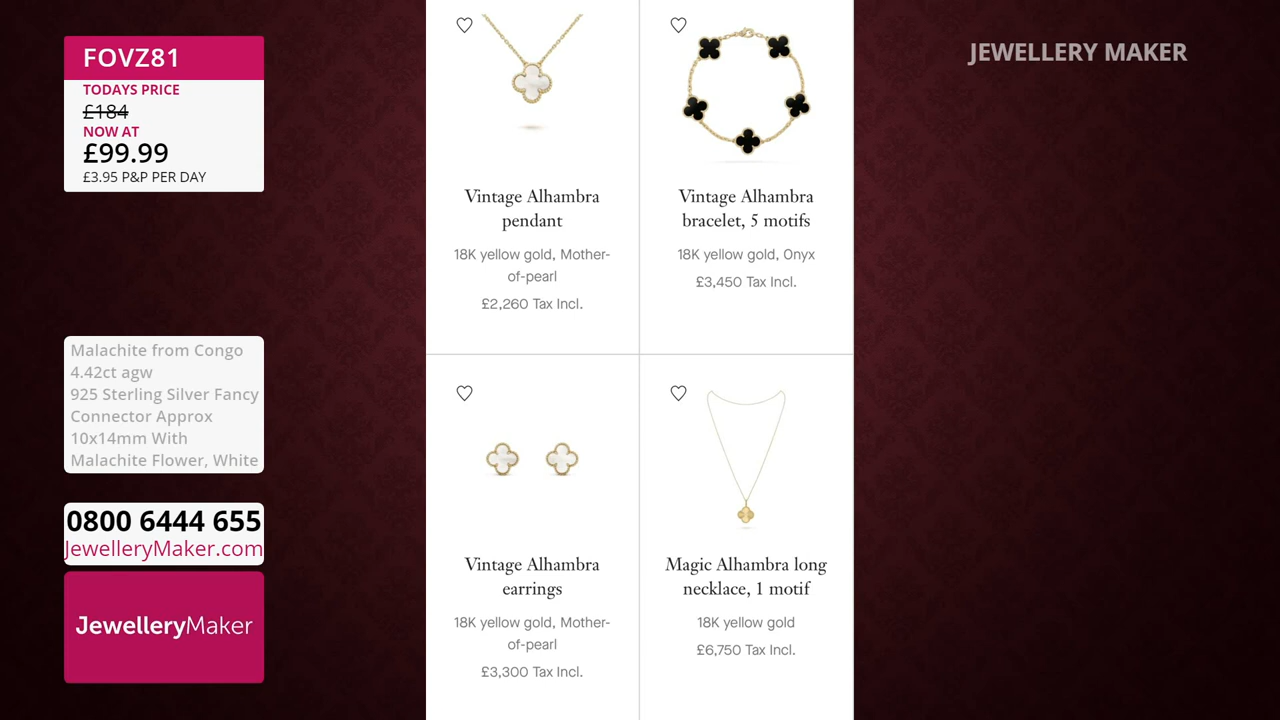 FOVZ81
TODAYS PRICE
£184
NOW AT
£99.99
£3.95 P&P PER DAY
Malachite from Congo
4.42ct agw
925 Sterling Silver Fancy
Connector Approx
10x14mm With
Malachite Flower, White
0800 6444 655
JewelleryMaker.com
JewelleryMaker
Vintage Alhambra
pendant
18K yellow gold, Mother-
of-pearl
£2,260 Tax Incl.
Vintage Alhambra
bracelet, 5 motifs
18K yellow gold, Onyx
£3,450 Tax Incl.
Vintage Alhambra
earrings
18K yellow gold, Mother-
of-pearl
£3,300 Tax Incl.
Magic Alhambra long
necklace, 1 motif
18K yellow gold
£6,750 Tax Incl.
JEWELLERY MAKER